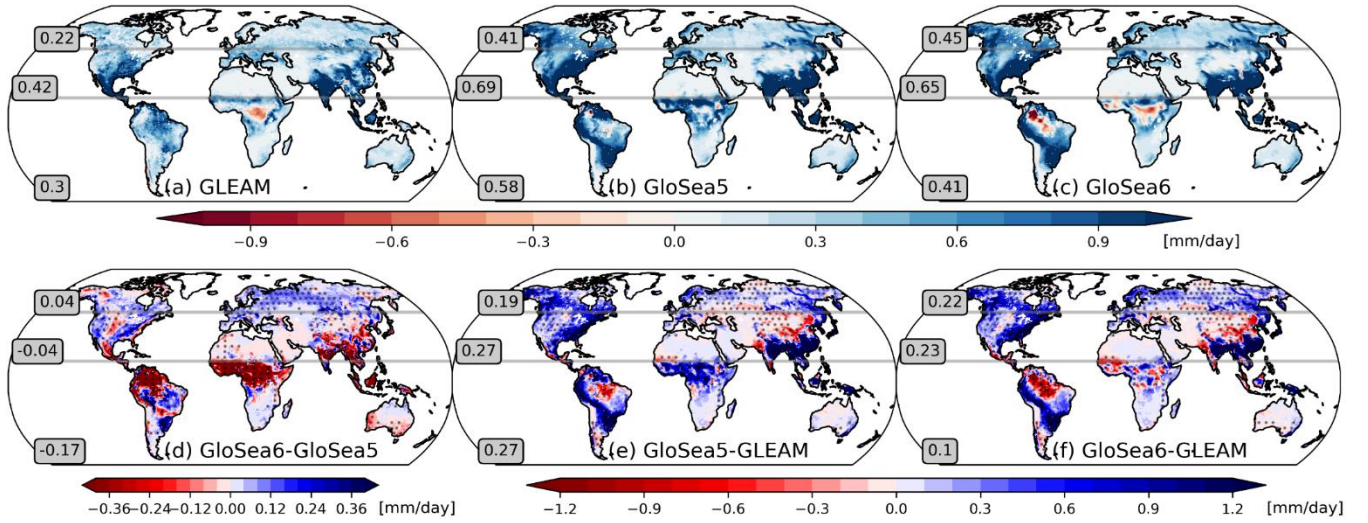 0.22
0.42
0.3
(a) GLEAM
0.41
0.69
0.58
(b) GloSea5
0.45
0.65
0.41
(c) GloSea6
−0.9 −0.6 −0.3 0.0 0.3 0.6 0.9 [mm/day]
0.04
-0.04
-0.17
(d) GloSea6-GloSea5
0.19
0.27
0.27
(e) GloSea5-GLEAM
0.22
0.23
0.1
(f) GloSea6-GLEAM
−0.36 −0.24 −0.12 0.00 0.12 0.24 0.36 [mm/day]
−1.2 −0.9 −0.6 −0.3 0.0 0.3 0.6 0.9 1.2 [mm/day]